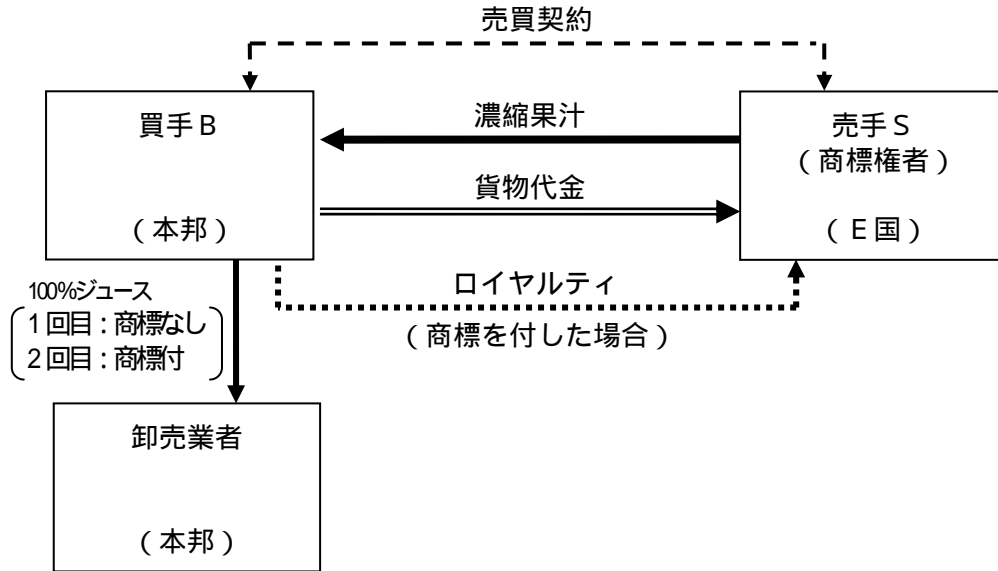 売買契約
買手B
(本邦)
濃縮果汁
貨物代金
売手S
(商標権者)
(E国)
ロイヤルティ
(商標を付した場合)
100%ジュース
1回目:商標なし
2回目:商標付
卸売業者
(本邦)